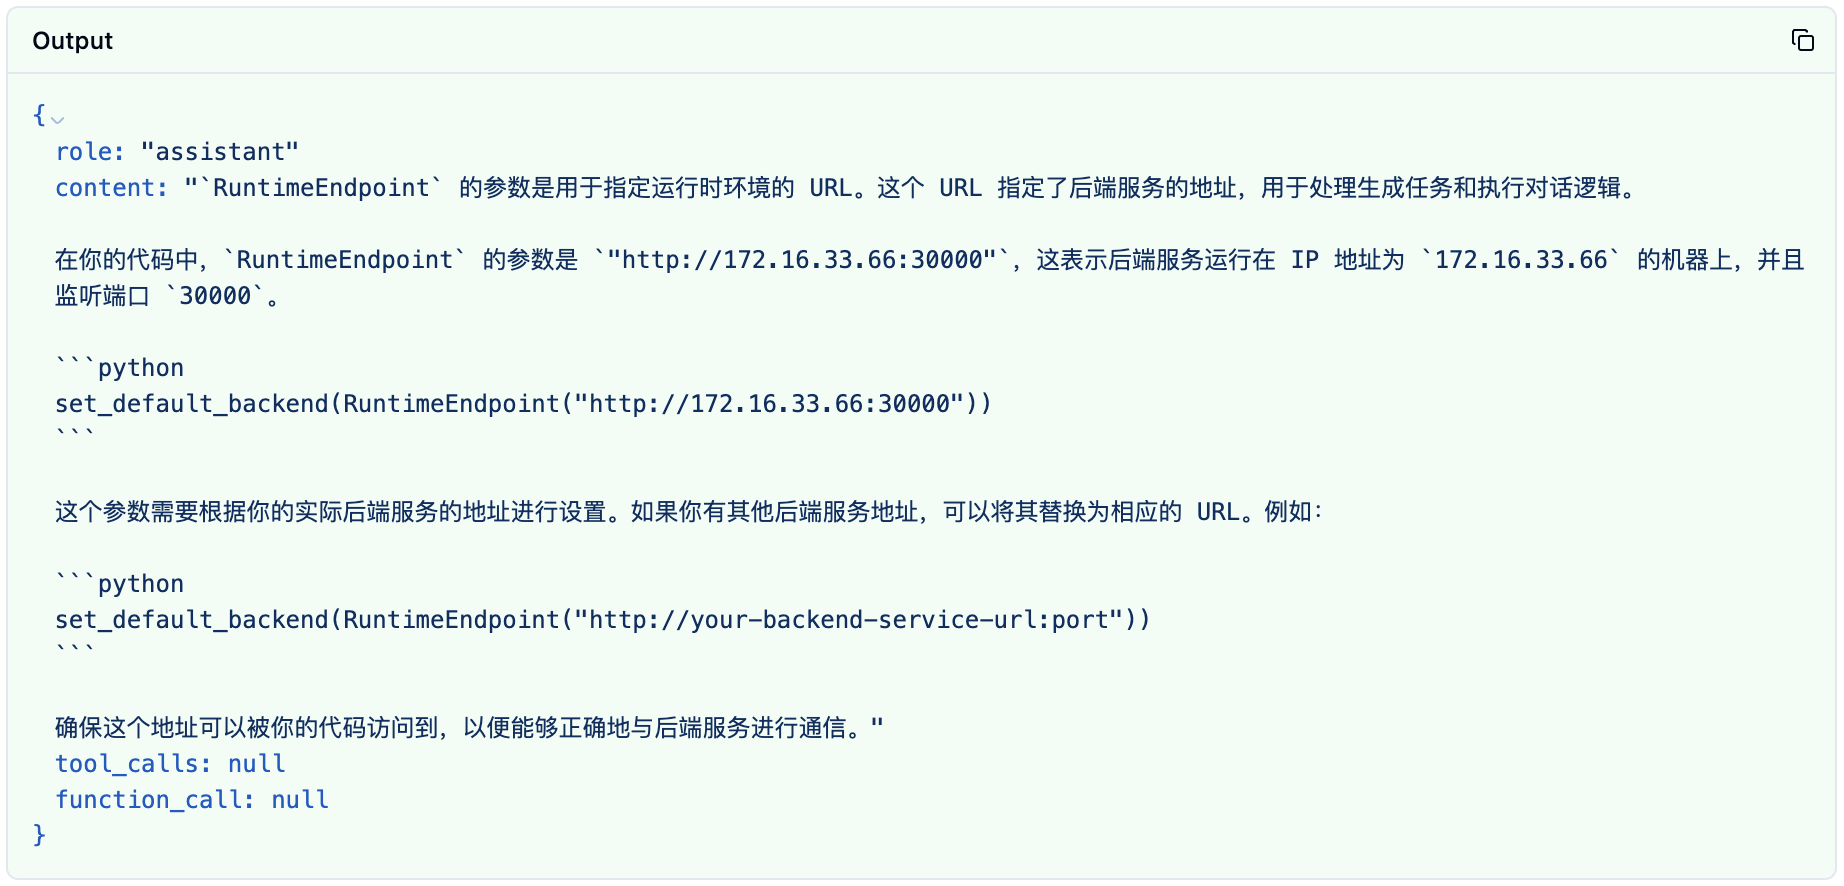 Output
{
role: "assistant"
content: "`RuntimeEndpoint` 的参数是用于指定运行时环境的 URL。这个 URL 指定了后端服务的地址，用于处理生成任务和执行对话逻辑。
在你的代码中，`RuntimeEndpoint` 的参数是 `"http://172.16.33.66:30000"`，这表示后端服务运行在 IP 地址为 `172.16.33.66` 的机器上，并且
监听端口 `30000`。
```python
set_default_backend(RuntimeEndpoint("http://172.16.33.66:30000"))
```
这个参数需要根据你的实际后端服务的地址进行设置。如果你有其他后端服务地址，可以将其替换为相应的 URL。例如：
```python
set_default_backend(RuntimeEndpoint("http://your-backend-service-url:port"))
```
确保这个地址可以被你的代码访问到，以便能够正确地与后端服务进行通信。"
tool_calls: null
function_call: null
}